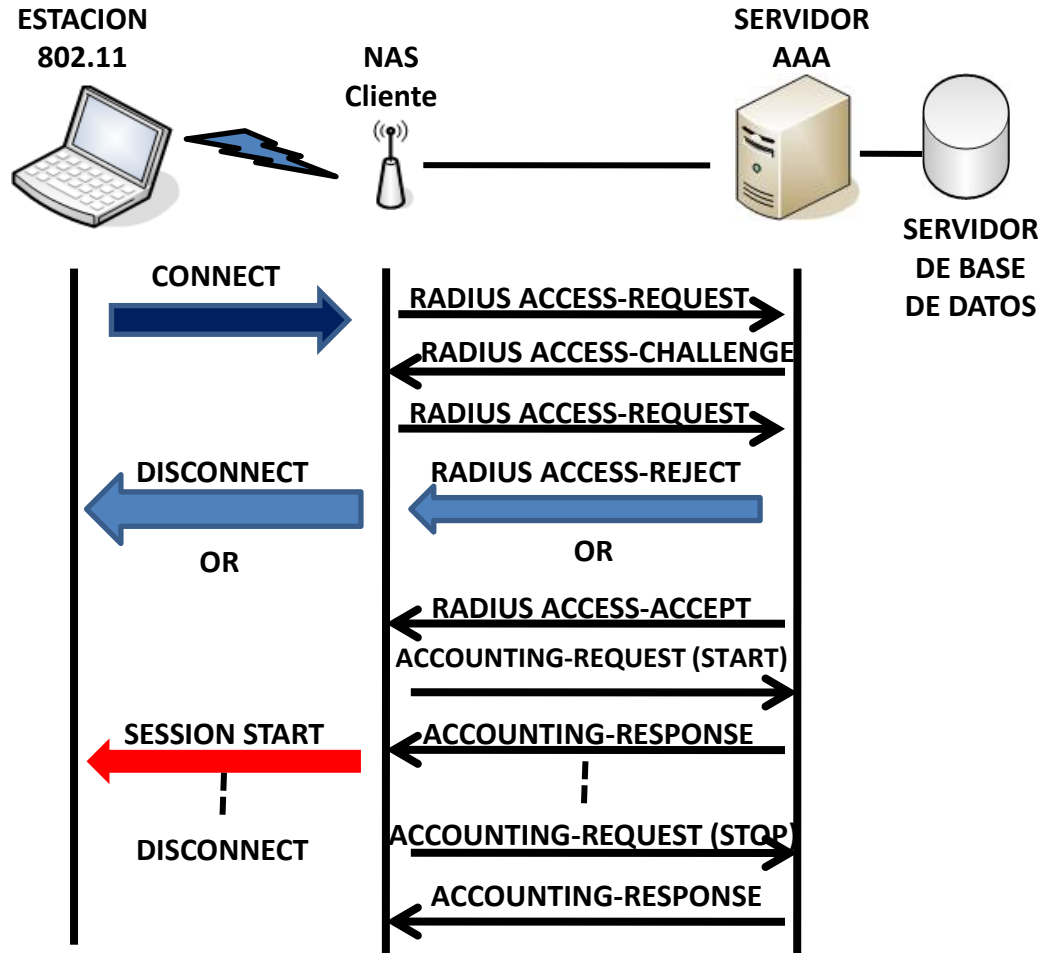 ESTACION
802.11
NAS
Cliente
SERVIDOR
AAA
SERVIDOR
DE BASE
DE DATOS
CONNECT
RADIUS ACCESS-REQUEST
RADIUS ACCESS-CHALLENGE
RADIUS ACCESS-REQUEST
DISCONNECT
RADIUS ACCESS-REJECT
OR
OR
RADIUS ACCESS-ACCEPT
ACCOUNTING-REQUEST (START)
SESSION START
ACCOUNTING-RESPONSE
DISCONNECT
ACCOUNTING-REQUEST (STOP)
ACCOUNTING-RESPONSE